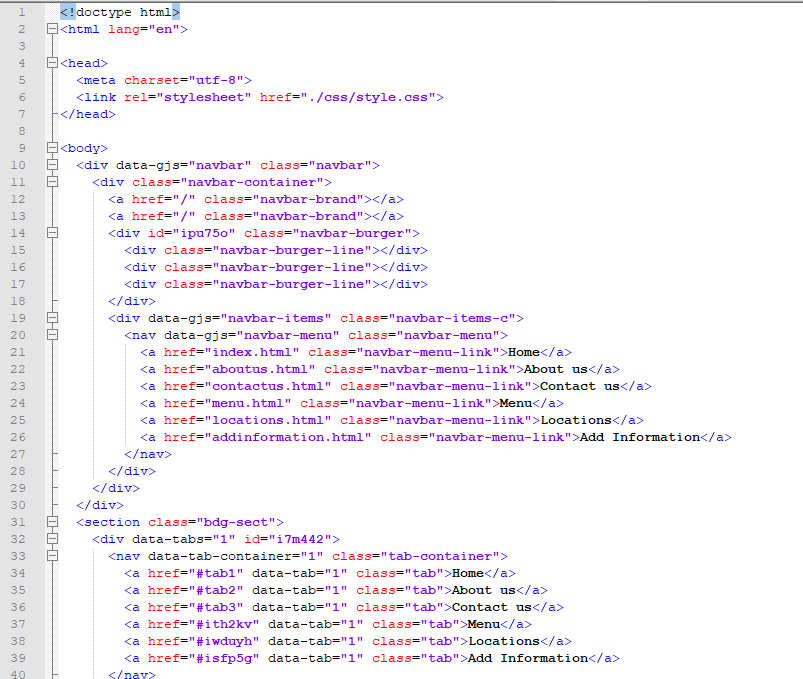 1 <!doctype html>
2 <html lang="en">
3
4 <head>
5 <meta charset="utf-8">
6 <link rel="stylesheet" href="./css/style.css">
7 </head>
8
9 <body>
10 <div data-gjs="navbar" class="navbar">
11 <div class="navbar-container">
12 <a href="/" class="navbar-brand"></a>
13 <a href="/" class="navbar-brand"></a>
14 <div id="ipu75o" class="navbar-burger">
15 <div class="navbar-burger-line"></div>
16 <div class="navbar-burger-line"></div>
17 <div class="navbar-burger-line"></div>
18 </div>
19 <div data-gjs="navbar-items" class="navbar-items-c">
20 <nav data-gjs="navbar-menu" class="navbar-menu">
21 <a href="index.html" class="navbar-menu-link">Home</a>
22 <a href="aboutus.html" class="navbar-menu-link">About us</a>
23 <a href="contactus.html" class="navbar-menu-link">Contact us</a>
24 <a href="menu.html" class="navbar-menu-link">Menu</a>
25 <a href="locations.html" class="navbar-menu-link">Locations</a>
26 <a href="addinformation.html" class="navbar-menu-link">Add Information</a>
27 </nav>
28 </div>
29 </div>
30 </div>
31 <section class="bdg-sect">
32 <div data-tabs="1" id="i7m442">
33 <nav data-tab-container="1" class="tab-container">
34 <a href="#tab1" data-tab="1" class="tab">Home</a>
35 <a href="#tab2" data-tab="1" class="tab">About us</a>
36 <a href="#tab3" data-tab="1" class="tab">Contact us</a>
37 <a href="#ith2kv" data-tab="1" class="tab">Menu</a>
38 <a href="#iwduyh" data-tab="1" class="tab">Locations</a>
39 <a href="#isfp5g" data-tab="1" class="tab">Add Information</a>
40 </nav>